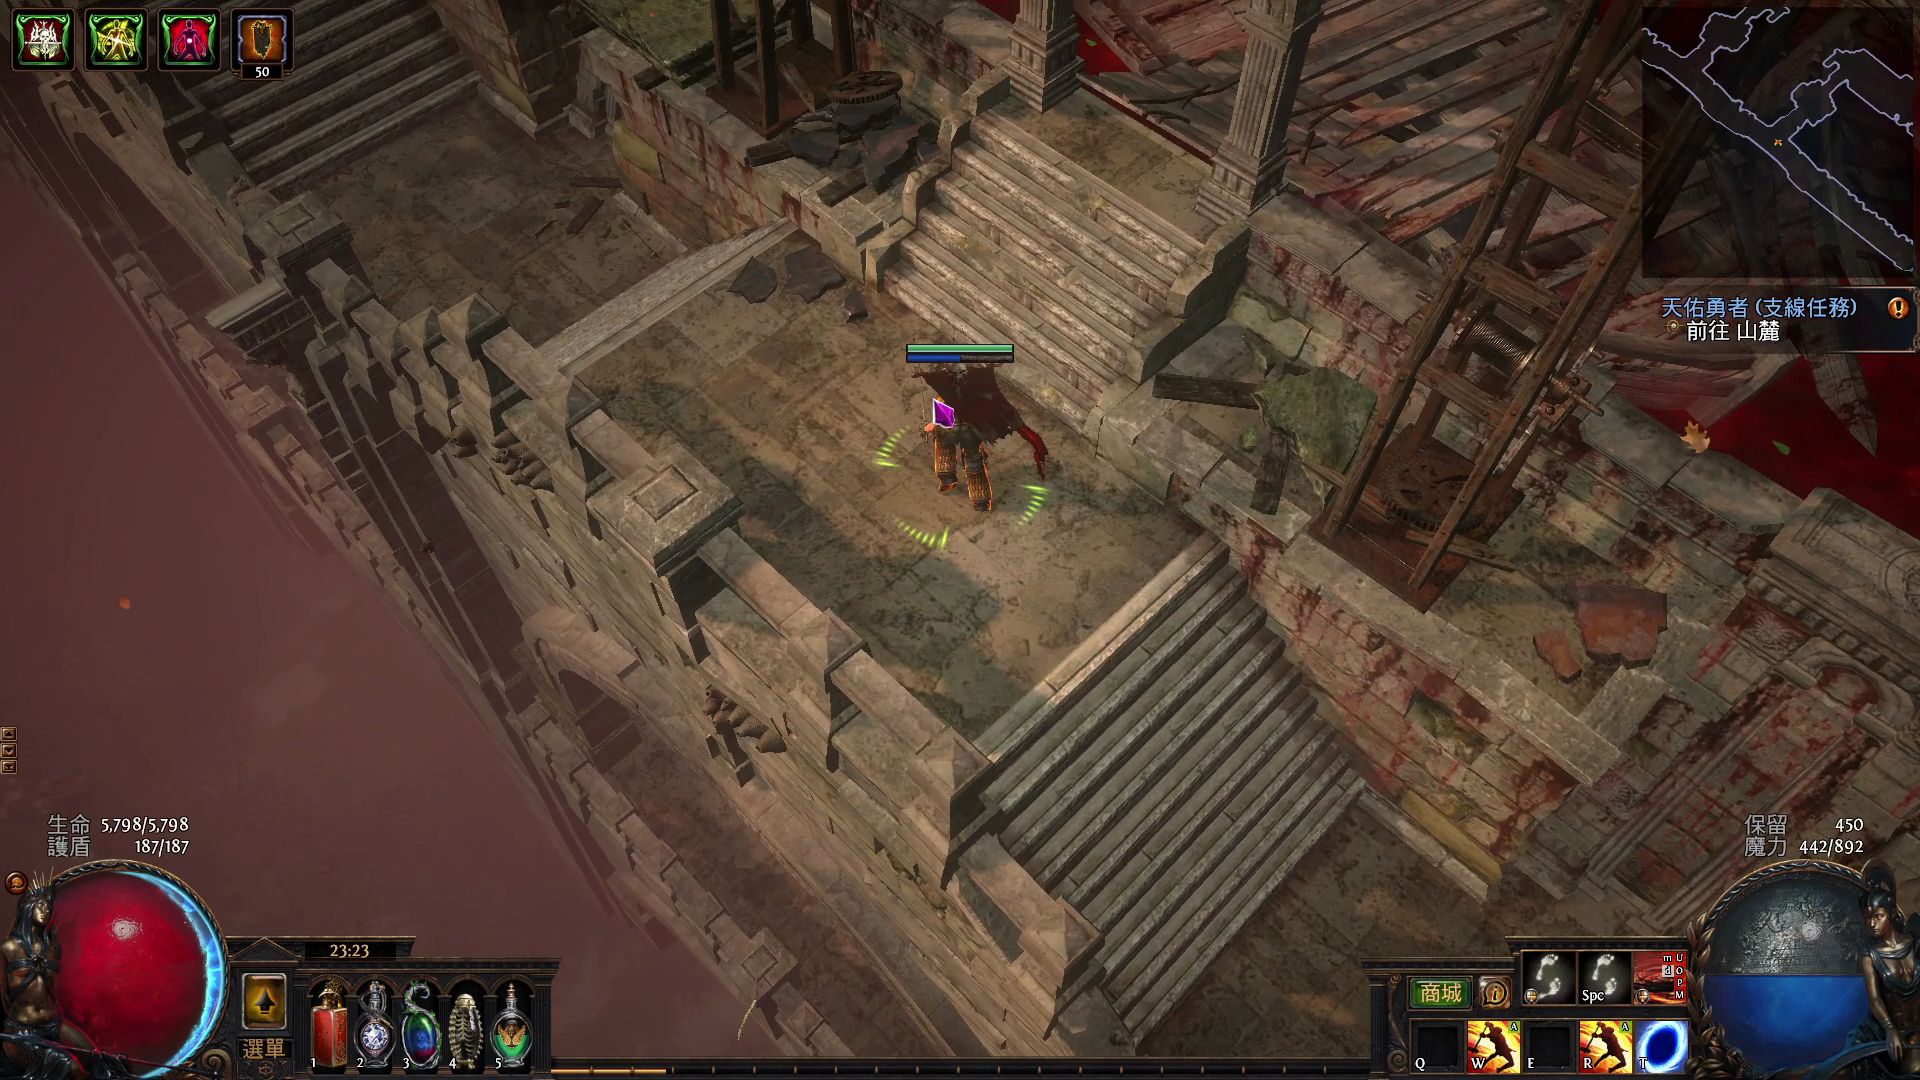 50
天佑勇者 (支線任務)
前往 山麓
生命 5,798/5,798
護盾 187/187
保留 450
魔力 442/892
23:23
選單
1
2
3
4
5
商城
Spc
m U
d O
P
M
Q
W A
E
R A
T